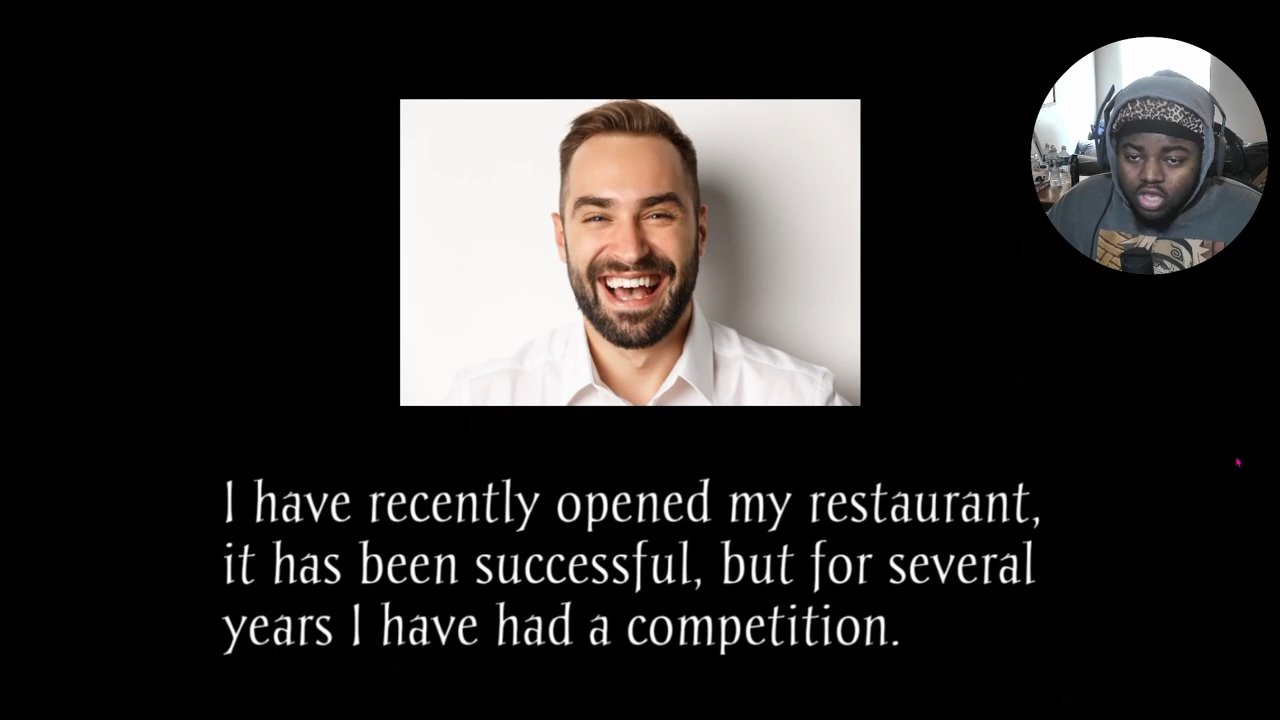 I have recently opened my restaurant,
it has been successful, but for several
years I have had a competition.